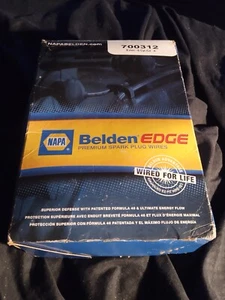 NAPABELDEN.com
700312
NAPA
Belden EDGE
PREMIUM SPARK PLUG WIRES
WIRED FOR LIFE
SUPERIOR DEFENSE WITH PATENTED FORMULA 46 & ULTIMATE ENERGY FLOW
PROTECTION SUPÉRIEURE AVEC ENDUIT BREVETÉ FORMULA 46 ET FLUX D'ÉNERGIE MAXIMAL
PROTECCIÓN SUPERIOR CON FÓRMULA 46 PATENTADA Y EL MÁXIMO FLUJO DE ENERGÍA